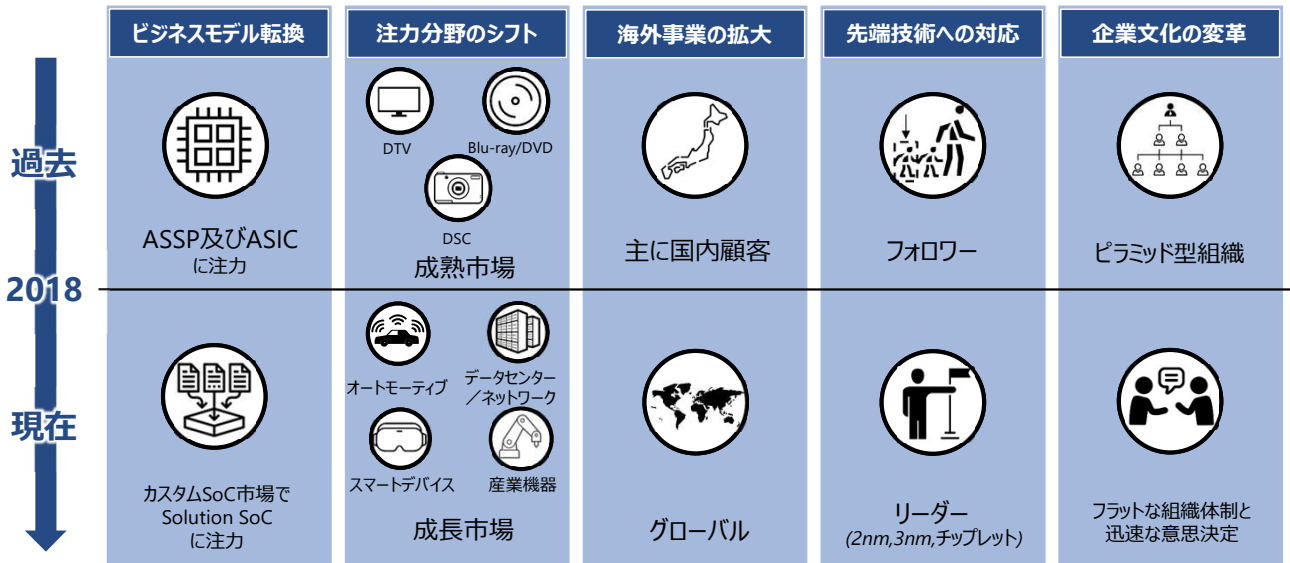 ビジネスモデル転換
注力分野のシフト
海外事業の拡大
先端技術への対応
企業文化の変革
過去
ASSP及びASIC
に注力
DTV
Blu-ray/DVD
DSC
成熟市場
主に国内顧客
フォロワー
ピラミッド型組織
2018
現在
カスタムSoC市場で
Solution SoC
に注力
オートモーティブ
データセンター
／ネットワーク
スマートデバイス
産業機器
成長市場
グローバル
リーダー
(2nm,3nm,チップレット)
フラットな組織体制と
迅速な意思決定